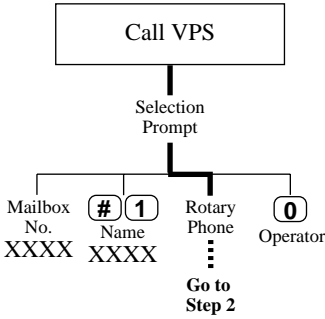 Call VPS
Selection
Prompt
Mailbox
No.
XXXX
# 1
Name
XXXX
Rotary
Phone
Go to
Step 2
0
Operator